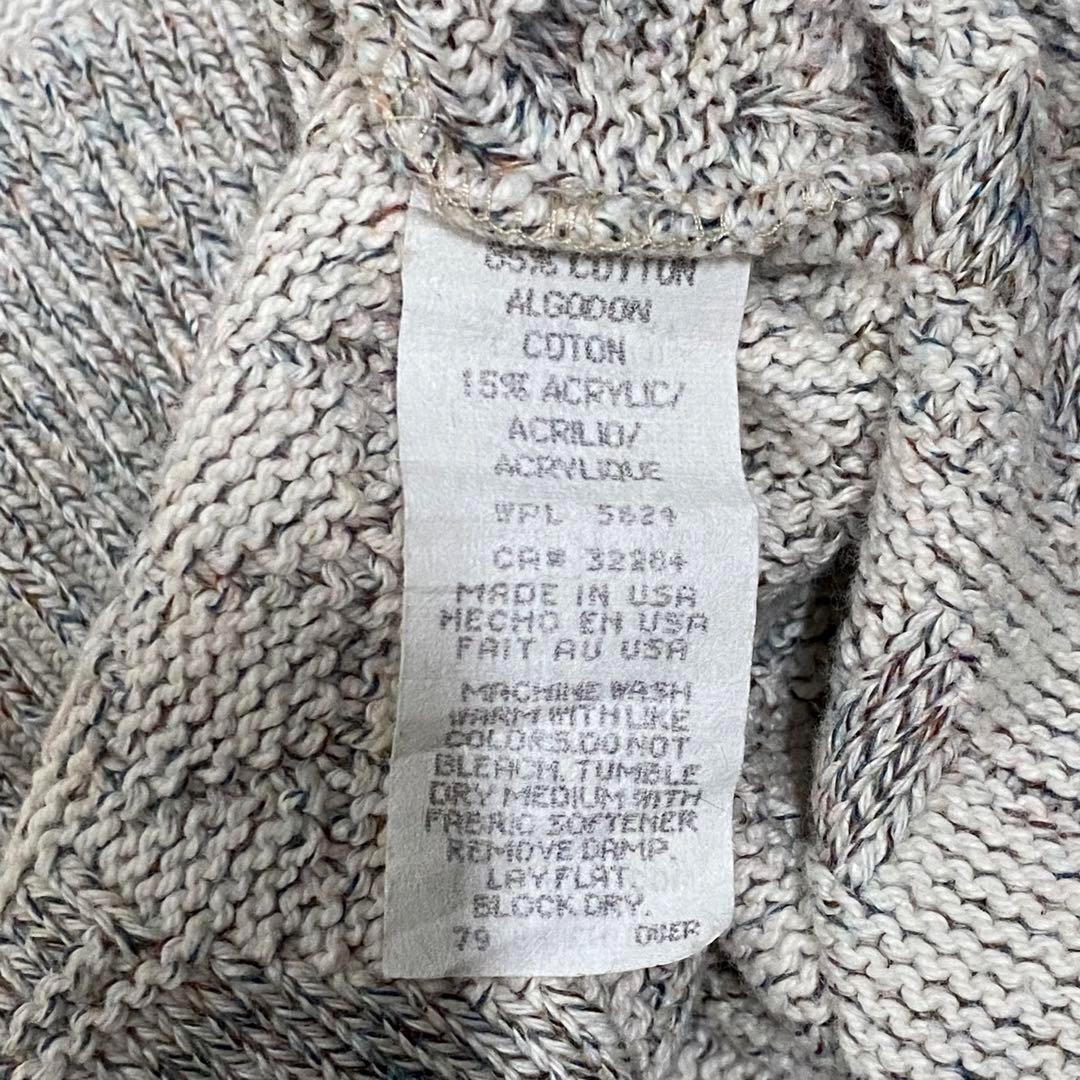 85% COTTON
ALGODON
COTON
15% ACRYLIC/
ACRILIO/
ACRYLIQUE
WPL 5624
CA# 32284
MADE IN USA
HECHO EN USA
FAIT AU USA
MACHINE WASH
WARM WITH LIKE
COLORS. DO NOT
BLEACH. TUMBLE
DRY MEDIUM WITH
FABRIC SOFTENER
REMOVE DAMP.
LAY FLAT.
BLOCK DRY.
79 OVER